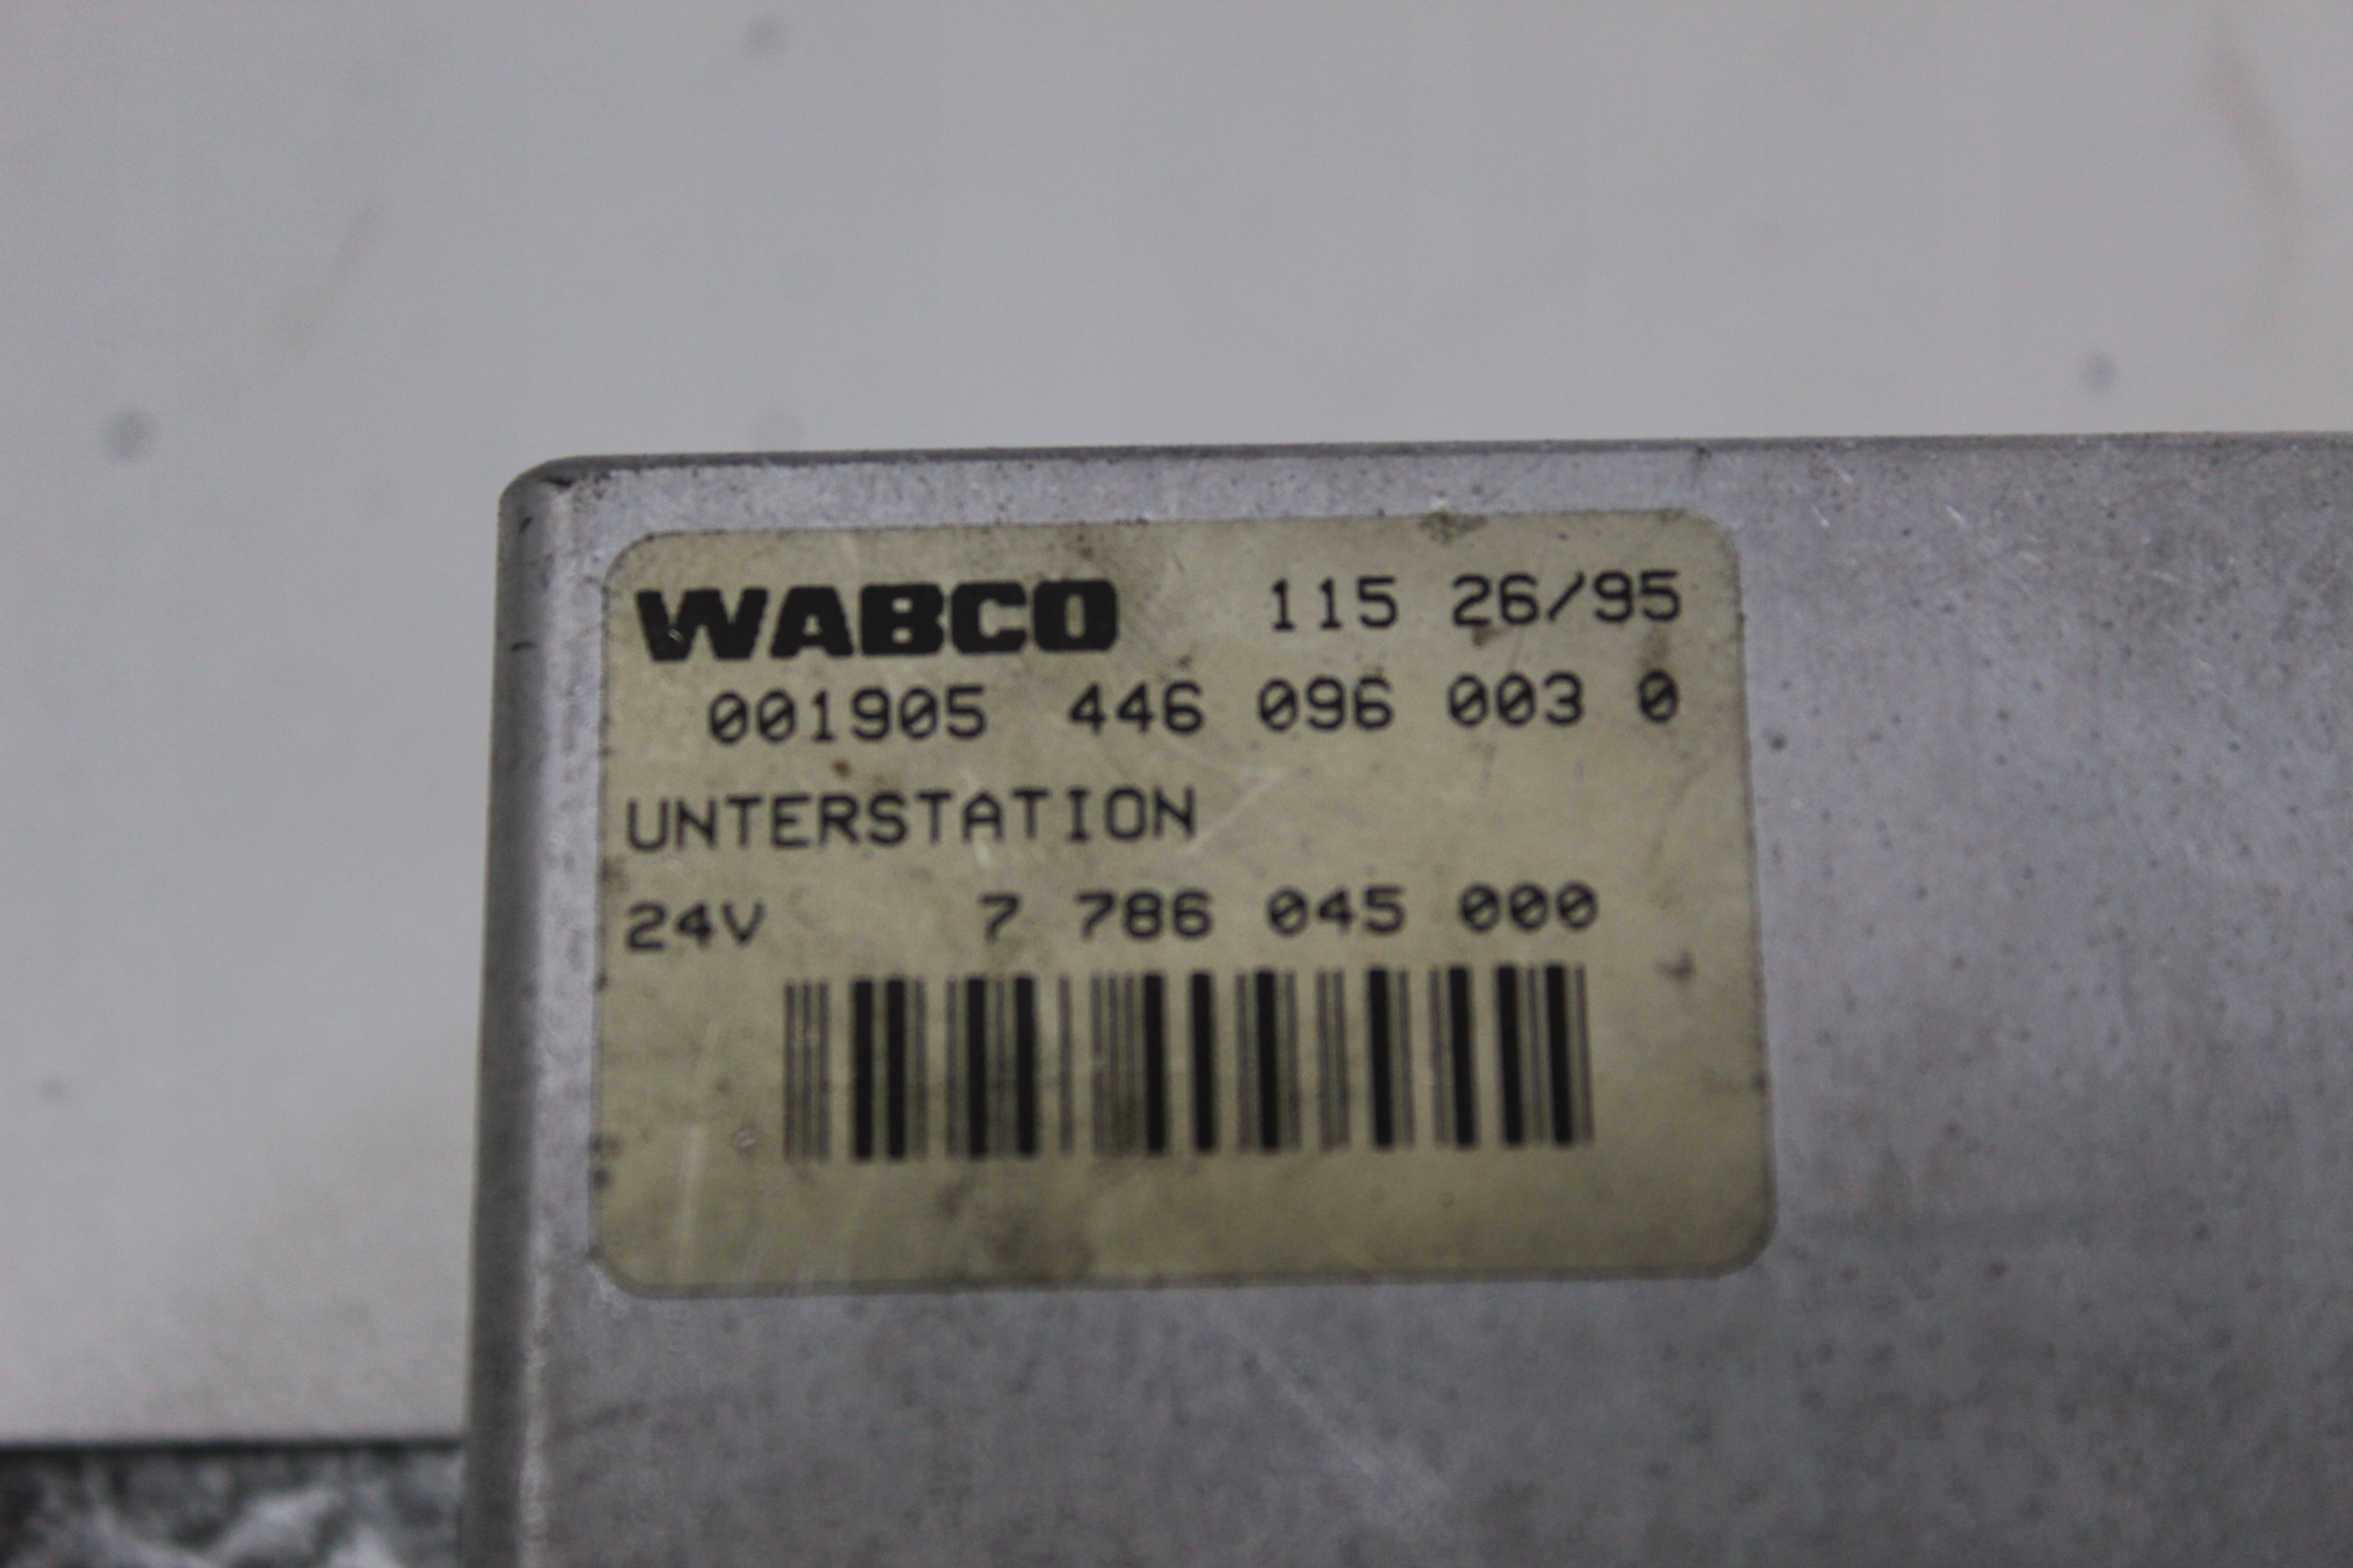 WABCO 115 26/95
001905 446 096 003 0
UNTERSTATION
24V 7 786 045 000